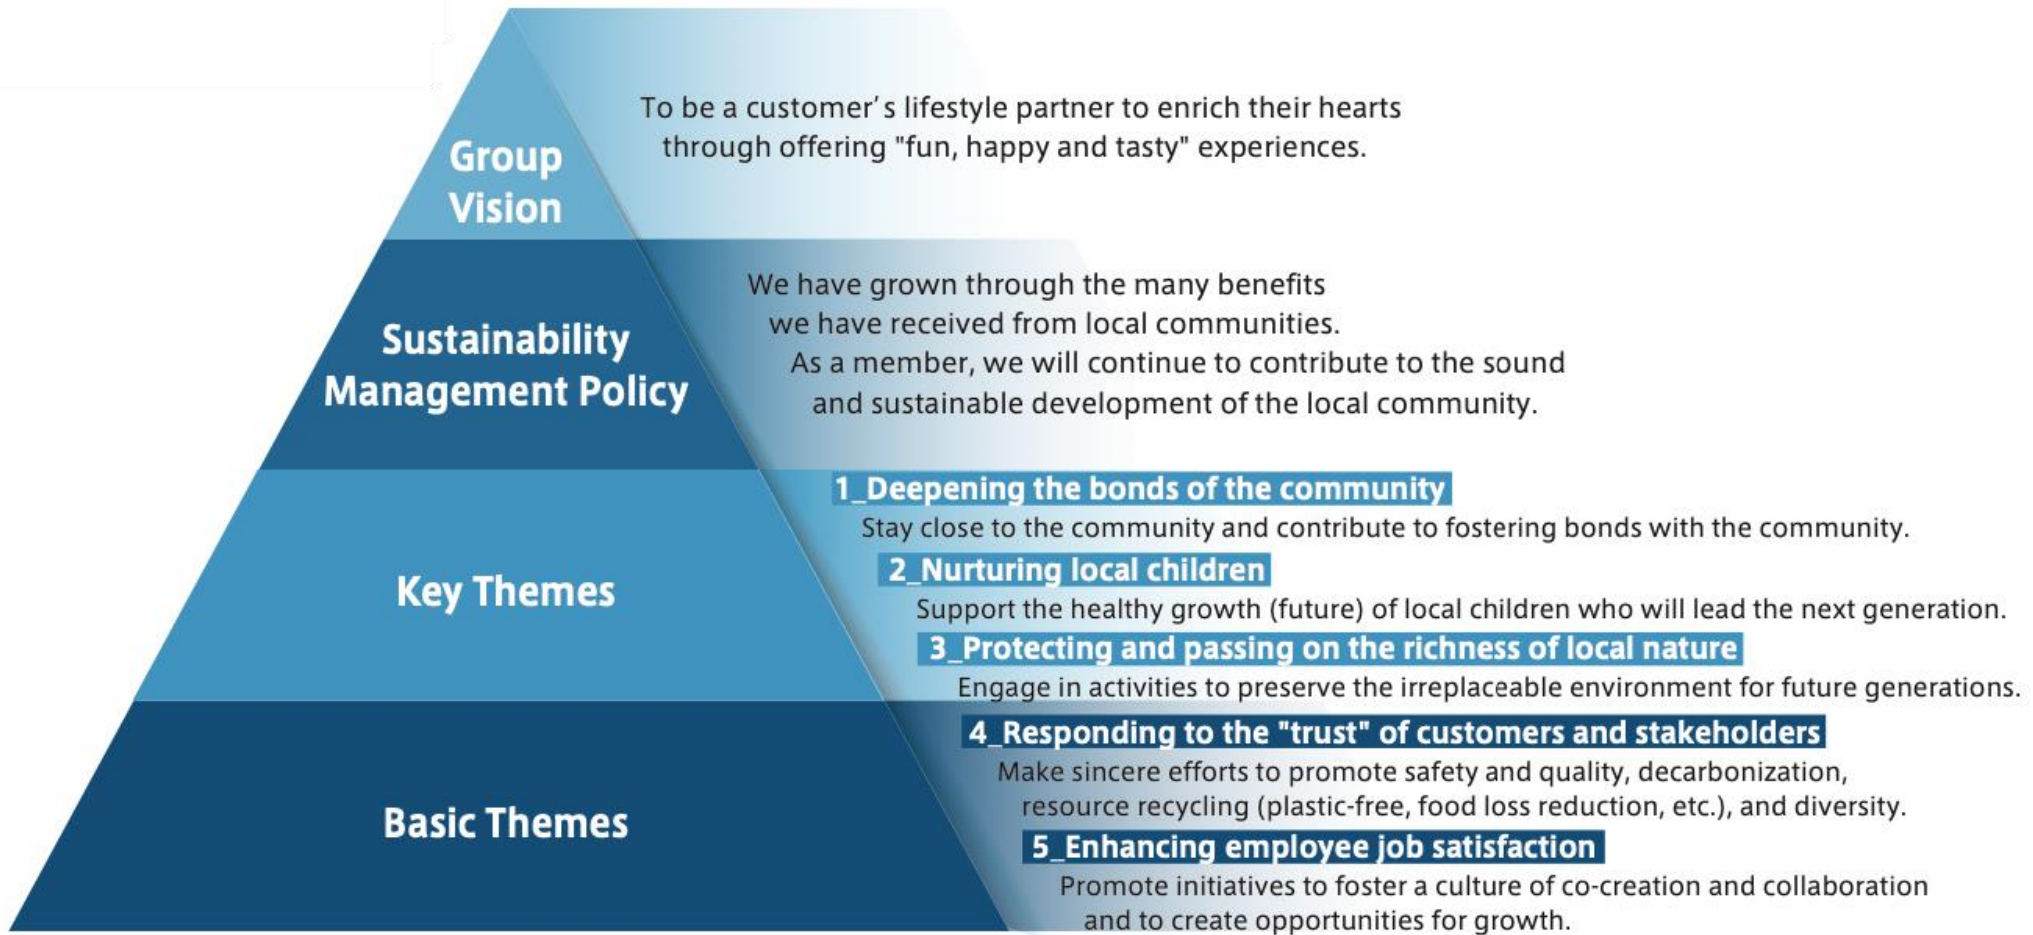 Group
Vision
To be a customer's lifestyle partner to enrich their hearts
through offering "fun, happy and tasty" experiences.
Sustainability
Management Policy
We have grown through the many benefits
we have received from local communities.
As a member, we will continue to contribute to the sound
and sustainable development of the local community.
Key Themes
1_Deepening the bonds of the community
Stay close to the community and contribute to fostering bonds with the community.
2_Nurturing local children
Support the healthy growth (future) of local children who will lead the next generation.
3_Protecting and passing on the richness of local nature
Engage in activities to preserve the irreplaceable environment for future generations.
Basic Themes
4_Responding to the "trust" of customers and stakeholders
Make sincere efforts to promote safety and quality, decarbonization,
resource recycling (plastic-free, food loss reduction, etc.), and diversity.
5_Enhancing employee job satisfaction
Promote initiatives to foster a culture of co-creation and collaboration
and to create opportunities for growth.